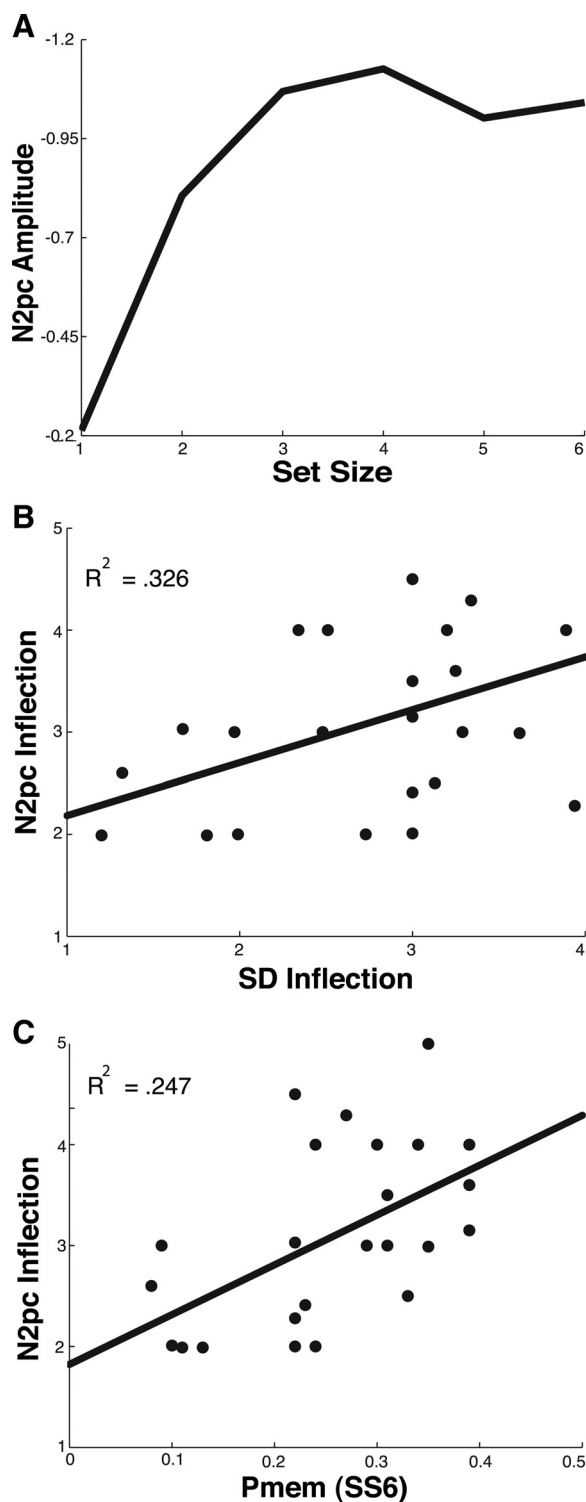 A
-1.2
-0.95
-0.7
-0.45
-0.2
N2pc Amplitude
1 2 3 4 5 6
Set Size
B
5
4
3
2
1
R2 = .326
N2pc Inflection
1 2 3 4
SD Inflection
C
5
4
3
2
1
R2 = .247
N2pc Inflection
0 0.1 0.2 0.3 0.4 0.5
Pmem (SS6)